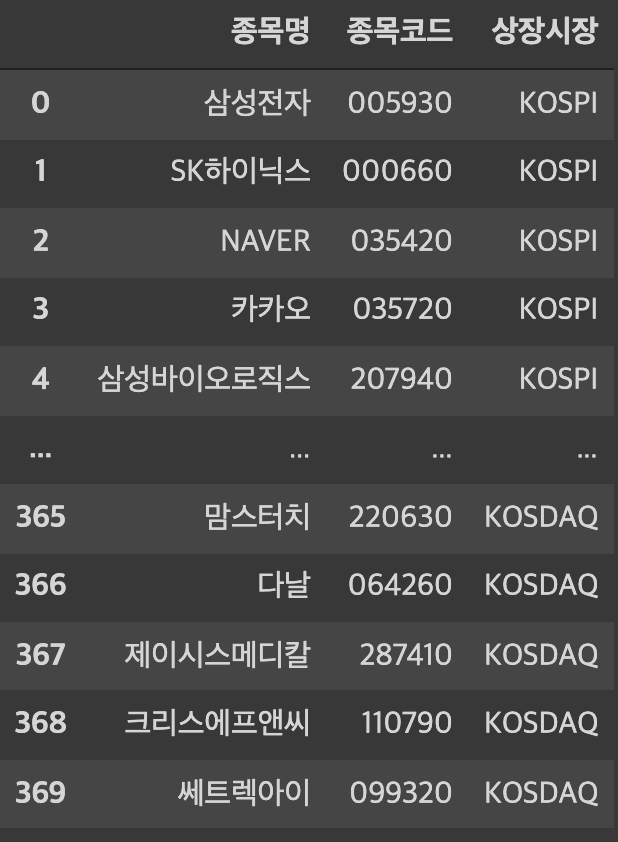 종목명 종목코드 상장시장
0 삼성전자 005930 KOSPI
1 SK하이닉스 000660 KOSPI
2 NAVER 035420 KOSPI
3 카카오 035720 KOSPI
4 삼성바이오로직스 207940 KOSPI
... ... ... ...
365 맘스터치 220630 KOSDAQ
366 다날 064260 KOSDAQ
367 제이시스메디칼 287410 KOSDAQ
368 크리스에프앤씨 110790 KOSDAQ
369 쎄트렉아이 099320 KOSDAQ